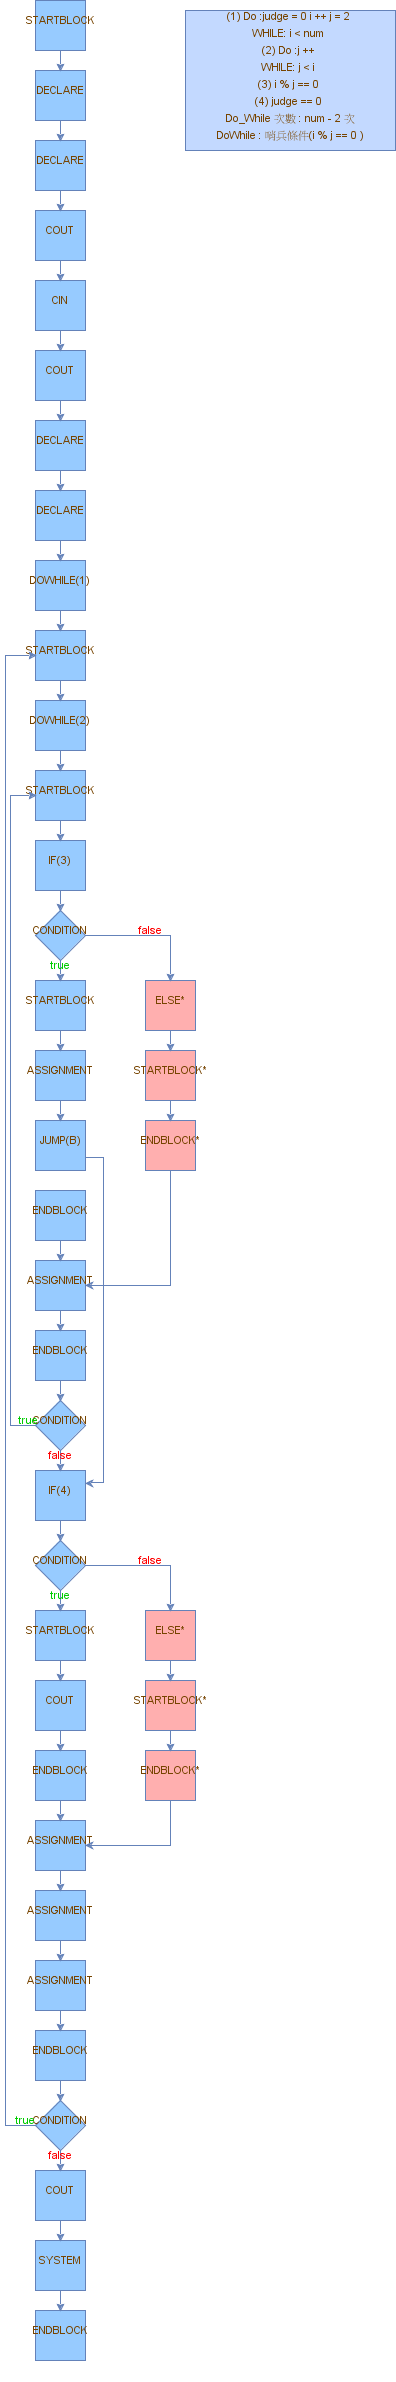 STARTBLOCK
(1) Do :judge = 0 i ++ j = 2
WHILE: i < num
(2) Do :j ++
WHILE: j < i
(3) i % j == 0
(4) judge == 0
Do_While 次數 : num - 2 次
DoWhile : 哨兵條件(i % j == 0 )
DECLARE
DECLARE
COUT
CIN
COUT
DECLARE
DECLARE
DOWHILE(1)
STARTBLOCK
DOWHILE(2)
STARTBLOCK
IF(3)
CONDITION
false
true
STARTBLOCK
ELSE*
ASSIGNMENT
STARTBLOCK*
JUMP(B)
ENDBLOCK*
ENDBLOCK
ASSIGNMENT
ENDBLOCK
true
CONDITION
false
IF(4)
CONDITION
false
true
STARTBLOCK
ELSE*
COUT
STARTBLOCK*
ENDBLOCK
ENDBLOCK*
ASSIGNMENT
ASSIGNMENT
ASSIGNMENT
ENDBLOCK
true
CONDITION
false
COUT
SYSTEM
ENDBLOCK